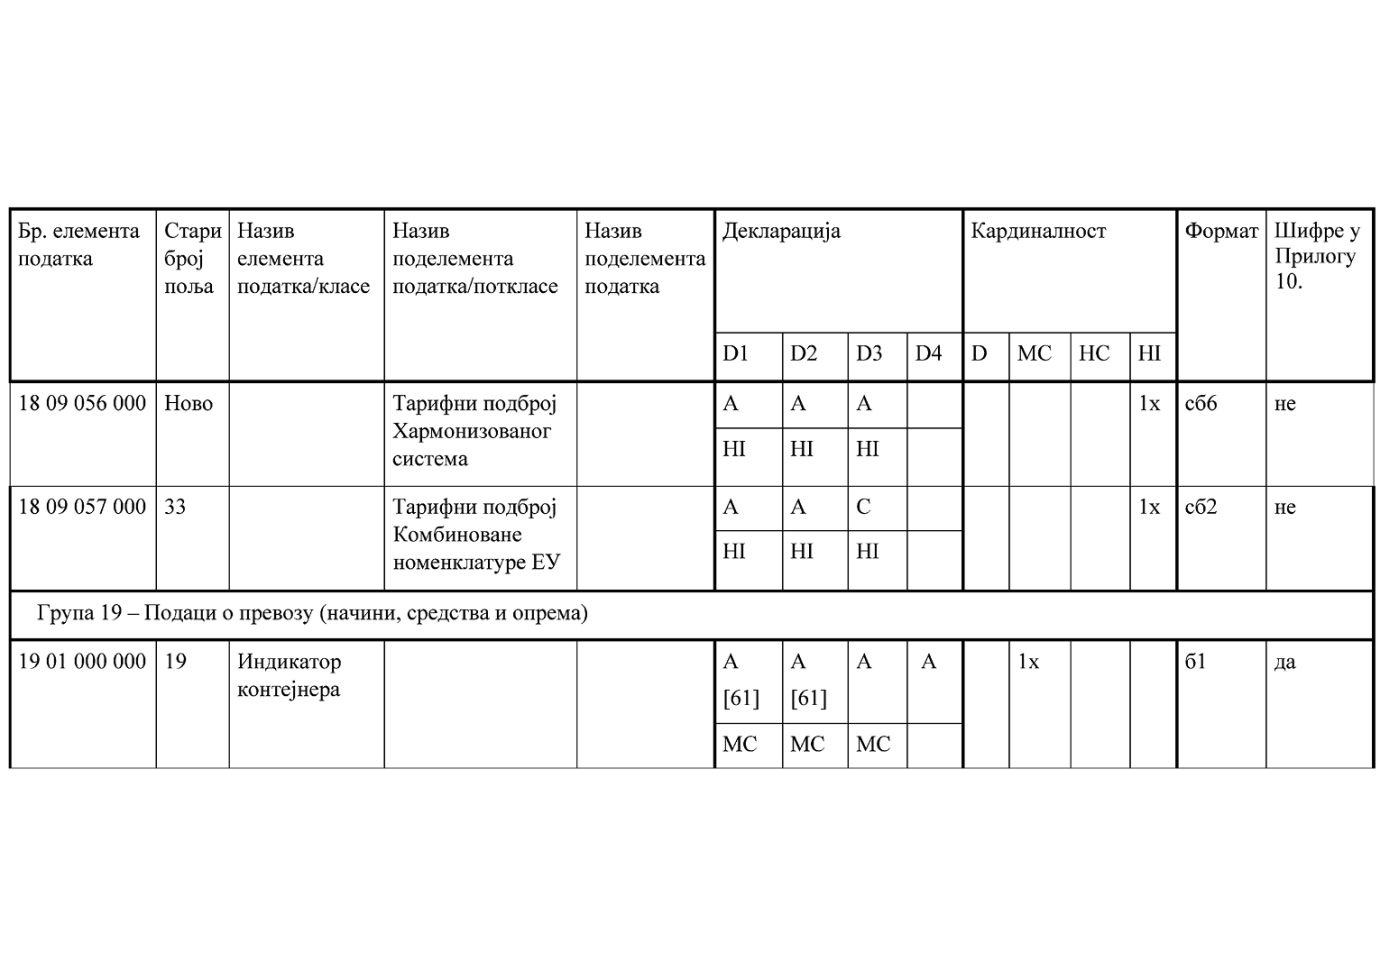 Бр. елемента податка | Стари број поља | Назив елемента податка/класе | Назив поделемента податка/поткласе | Назив поделемента податка | Декларација | Кардиналност | Формат | Шифре у Прилогу 10.
D1 | D2 | D3 | D4 | D | MC | HC | HI
18 09 056 000 | Ново | Тарифни подброј Хармонизованог система | A | A | A | 1x | сб6 | не
HI | HI | HI
18 09 057 000 | 33 | Тарифни подброј Комбиноване номенклатуре ЕУ | A | A | C | 1x | сб2 | не
HI | HI | HI
Група 19 – Подаци о превозу (начини, средства и опрема)
19 01 000 000 | 19 | Индикатор контејнера | A [61] | A [61] | A | A | 1x | б1 | да
MC | MC | MC